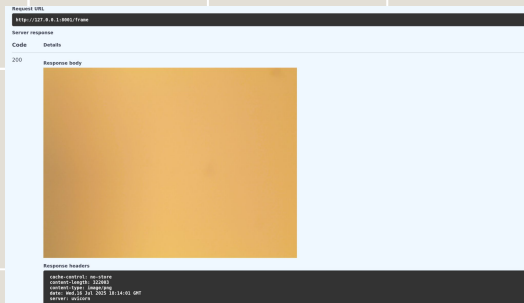 Request URL
http://127.0.0.1:8001/frame
Server response
Code Details
200
Response body
Response headers
cache-control: no-store
content-length: 322003
content-type: image/png
date: Wed,16 Jul 2025 18:14:01 GMT
server: uvicorn